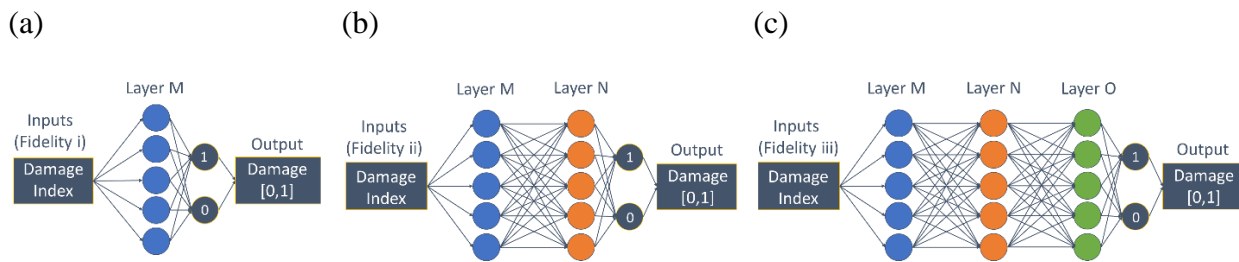 (a)
Layer M
Inputs
(Fidelity i)
Damage
Index
1
0
Output
Damage
[0,1]
(b)
Layer M
Layer N
Inputs
(Fidelity ii)
Damage
Index
1
0
Output
Damage
[0,1]
(c)
Layer M
Layer N
Layer O
Inputs
(Fidelity iii)
Damage
Index
1
0
Output
Damage
[0,1]